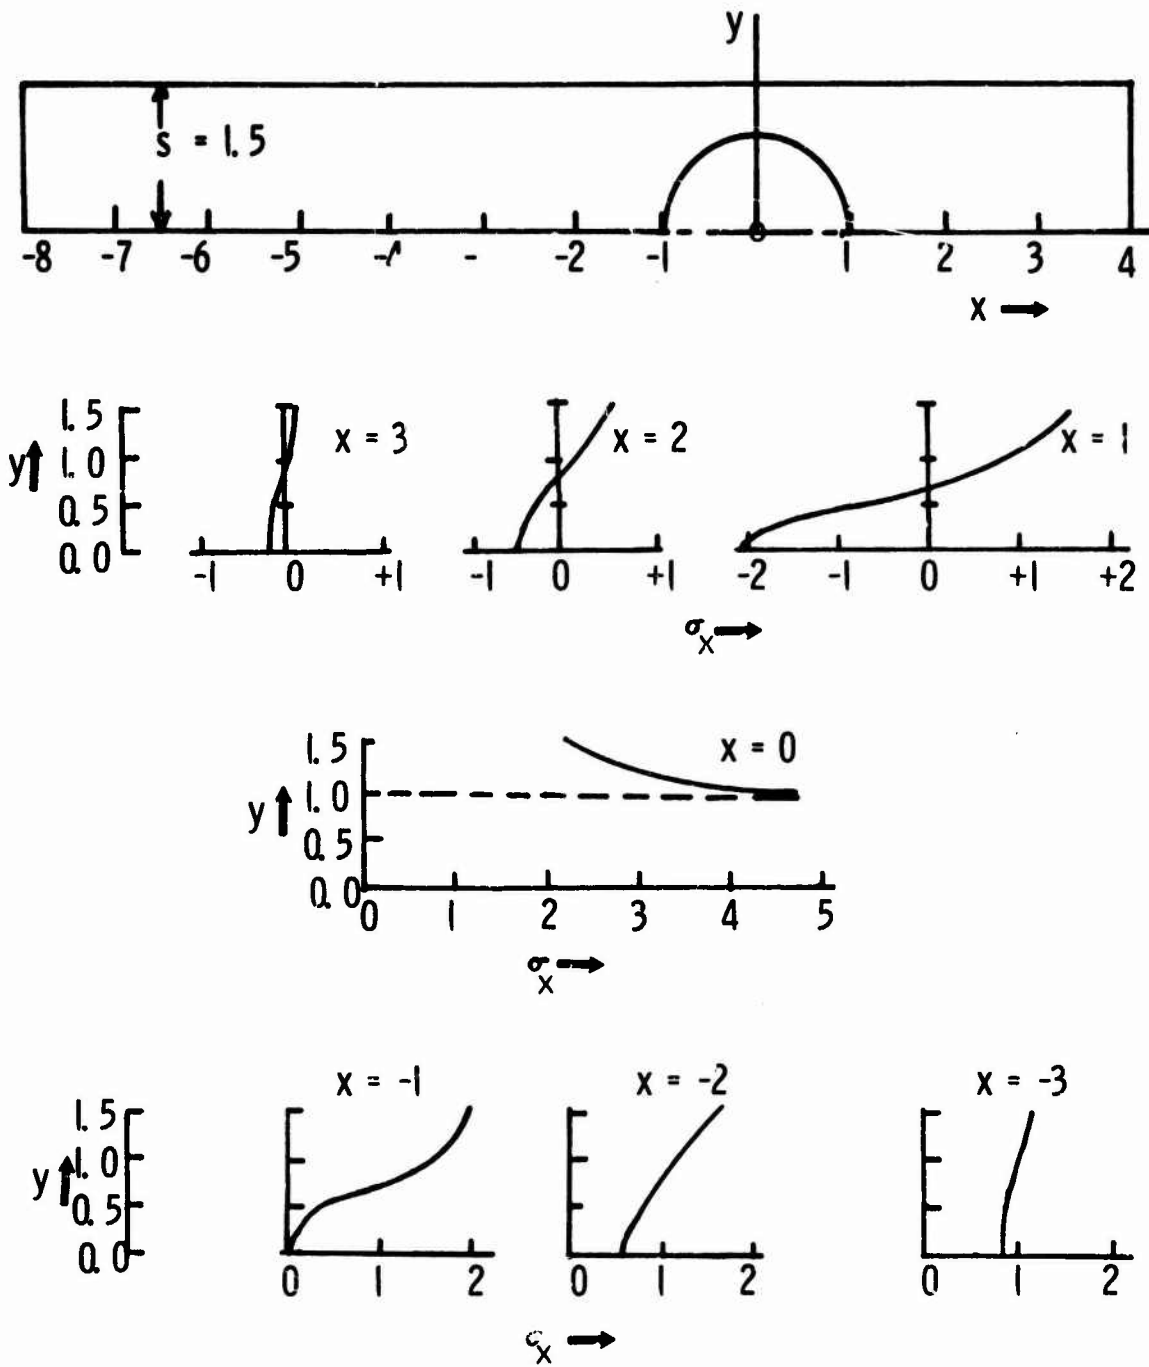 y
s = 1.5
-8 -7 -6 -5 - - -2 -1 1 2 3 4
x
1.5
y 1.0
0.5
0.0
x = 3
-1 0 +1
x = 2
-1 0 +1
x = 1
-2 -1 0 +1 +2
σx
1.5
y 1.0
0.5
0.0
x = 0
0 1 2 3 4 5
σx
1.5
y 1.0
0.5
0.0
x = -1
0 1 2
x = -2
0 1 2
x = -3
0 1 2